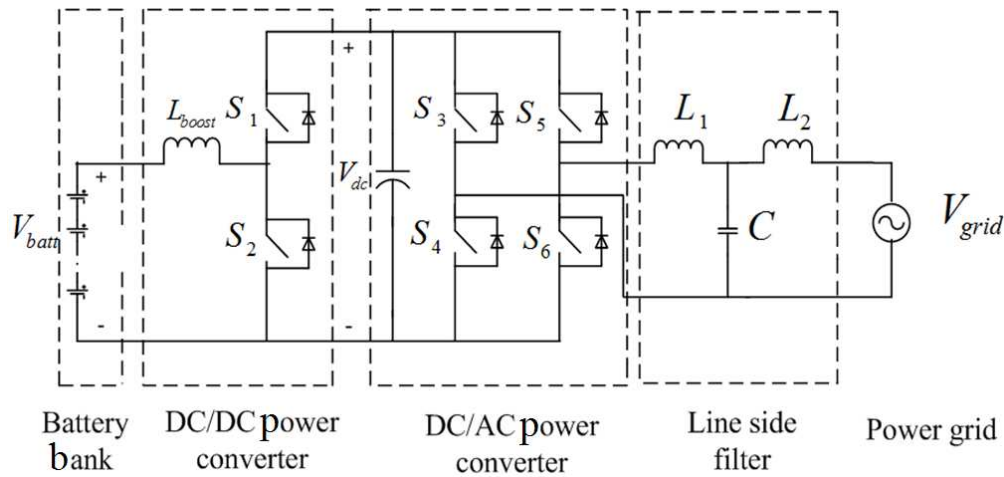 L_boost
S_1
S_2
V_batt
+
-
+
-
V_dc
S_3
S_5
S_4
S_6
L_1
L_2
C
V_grid
Battery
bank
DC/DC power
converter
DC/AC power
converter
Line side
filter
Power grid